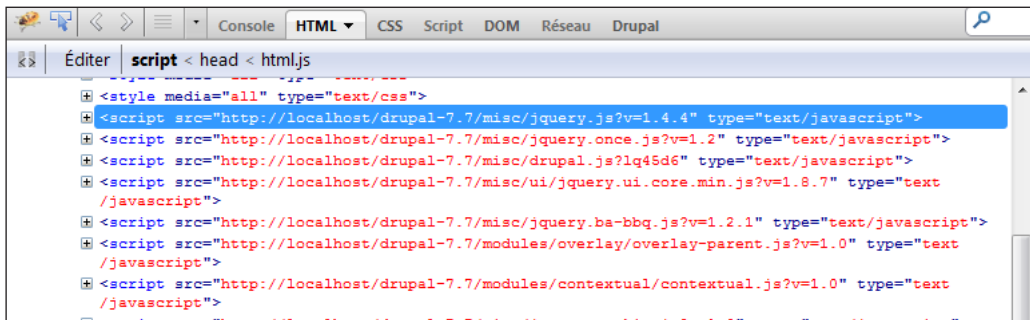 Console HTML CSS Script DOM Réseau Drupal
Éditer script < head < html.js
<style media="all" type="text/css">
<script src="http://localhost/drupal-7.7/misc/jquery.js?v=1.4.4" type="text/javascript">
<script src="http://localhost/drupal-7.7/misc/jquery.once.js?v=1.2" type="text/javascript">
<script src="http://localhost/drupal-7.7/misc/drupal.js?lq45d6" type="text/javascript">
<script src="http://localhost/drupal-7.7/misc/ui/jquery.ui.core.min.js?v=1.8.7" type="text
/javascript">
<script src="http://localhost/drupal-7.7/misc/jquery.ba-bbq.js?v=1.2.1" type="text/javascript">
<script src="http://localhost/drupal-7.7/modules/overlay/overlay-parent.js?v=1.0" type="text
/javascript">
<script src="http://localhost/drupal-7.7/modules/contextual/contextual.js?v=1.0" type="text
/javascript">